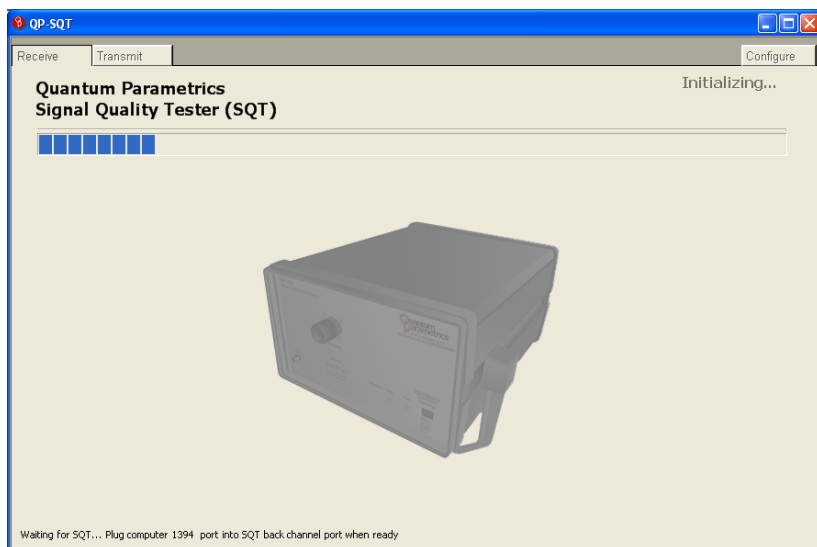 QP-SQT
Receive
Transmit
Configure
Initializing...
Quantum Parametrics
Signal Quality Tester (SQT)
Quantum
Parametrics
Waiting for SQT... Plug computer 1394 port into SQT back channel port when ready